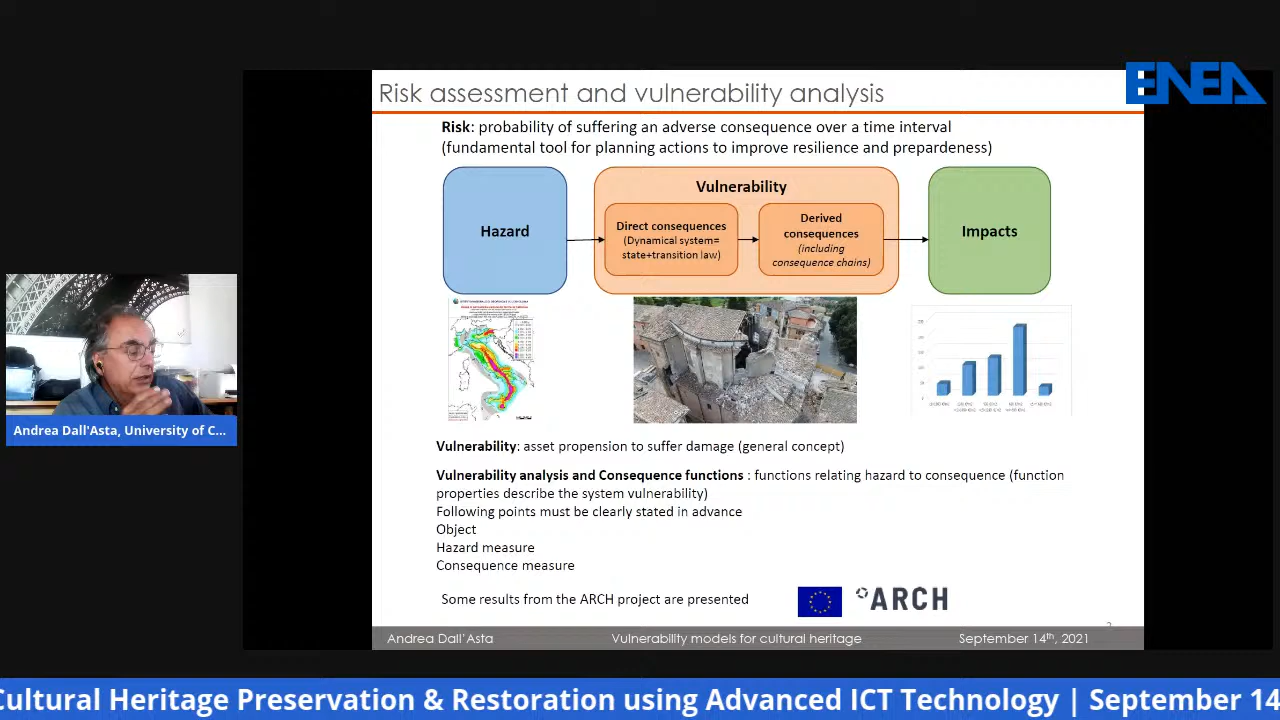 ENEA
Risk assessment and vulnerability analysis
Risk: probability of suffering an adverse consequence over a time interval
(fundamental tool for planning actions to improve resilience and prepardeness)
Hazard
Vulnerability
Direct consequences
(Dynamical system=
state+transition law)
Derived
consequences
(including
consequence chains)
Impacts
Vulnerability: asset propension to suffer damage (general concept)
Vulnerability analysis and Consequence functions : functions relating hazard to consequence (function
properties describe the system vulnerability)
Following points must be clearly stated in advance
Object
Hazard measure
Consequence measure
Some results from the ARCH project are presented
ARCH
Andrea Dall'Asta
Vulnerability models for cultural heritage
September 14th, 2021
Andrea Dall'Asta, University of C...
Cultural Heritage Preservation & Restoration using Advanced ICT Technology | September 14